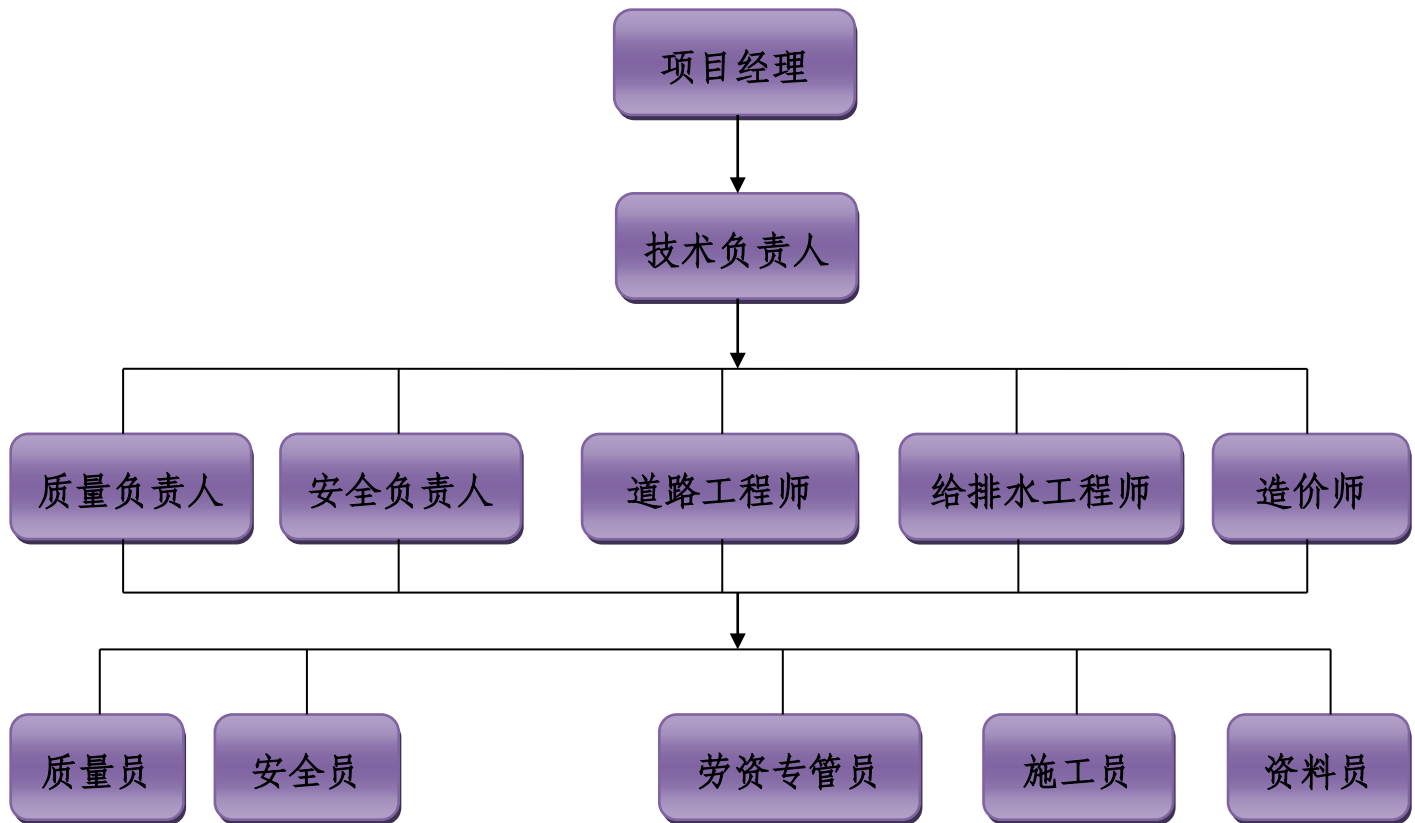 项目经理
技术负责人
质量负责人
安全负责人
道路工程师
给排水工程师
造价师
质量员
安全员
劳资专管员
施工员
资料员